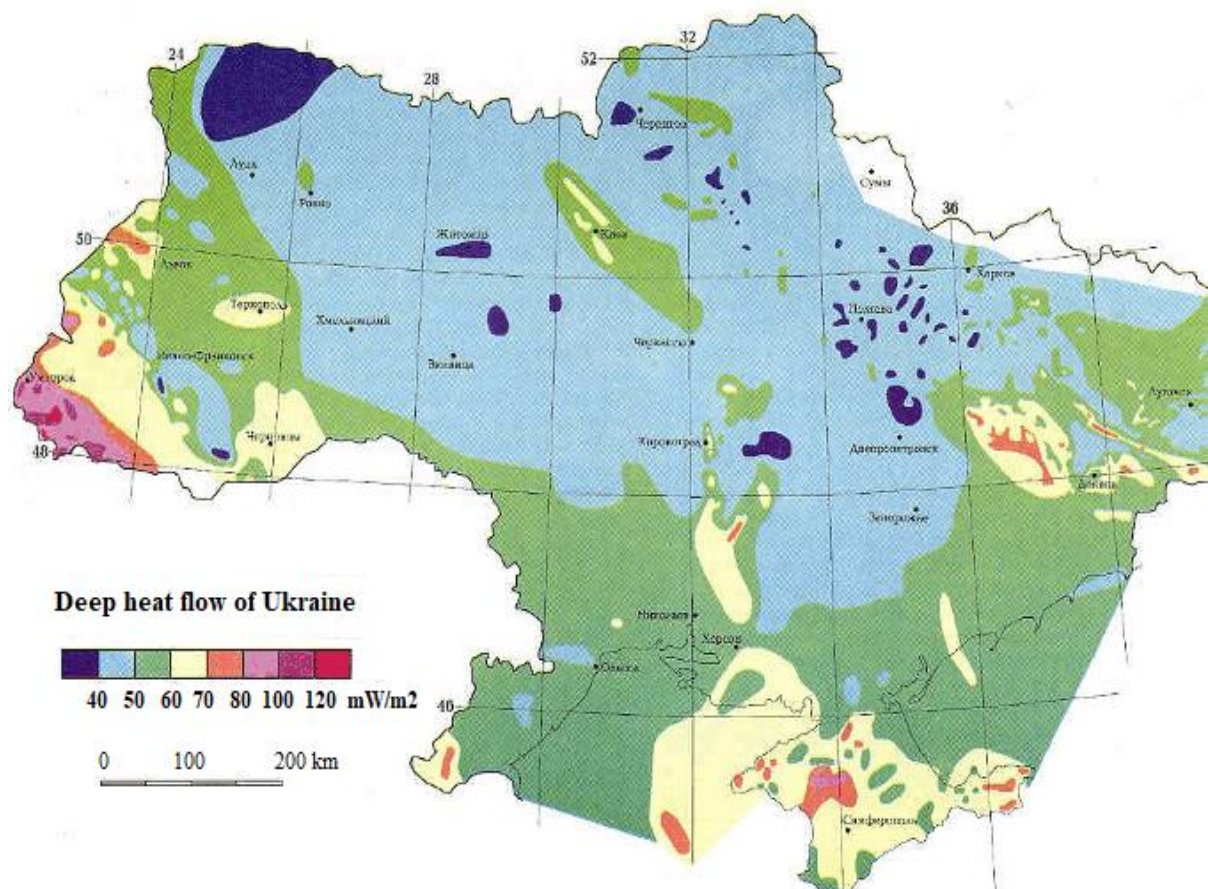 24
32
52
28
Чернигов
Луцк
Ровно
Сумы
36
50
Житомир
Киев
Львов
Харьков
Тернополь
Полтава
Хмельницкий
Черкассы
Ивано-Франковск
Винница
Ужгород
Луганск
Черновцы
Кировоград
48
Днепропетровск
Донецк
Запорожье
Deep heat flow of Ukraine
Николаев
Херсон
Одесса
40 50 60 70 80 100 120 mW/m2
46
0 100 200 km
Симферополь